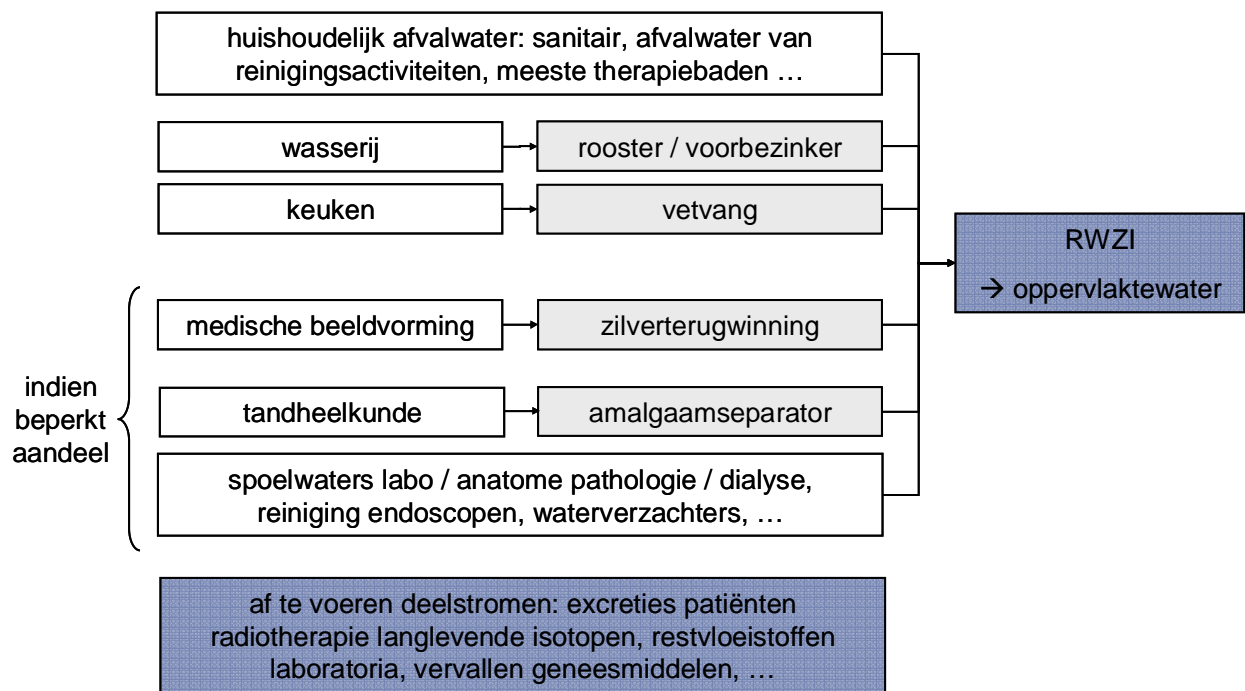 huishoudelijk afvalwater: sanitair, afvalwater van
reinigingsactiviteiten, meeste therapiebaden …
wasserij
rooster / voorbezinker
keuken
vetvang
RWZI
→ oppervlaktewater
medische beeldvorming
zilverterugwinning
indien
beperkt
aandeel
tandheelkunde
amalgaamseparator
spoelwaters labo / anatome pathologie / dialyse,
reiniging endoscopen, waterverzachters, …
af te voeren deelstromen: excreties patiënten
radiotherapie langlevende isotopen, restvloeistoffen
laboratoria, vervallen geneesmiddelen, …